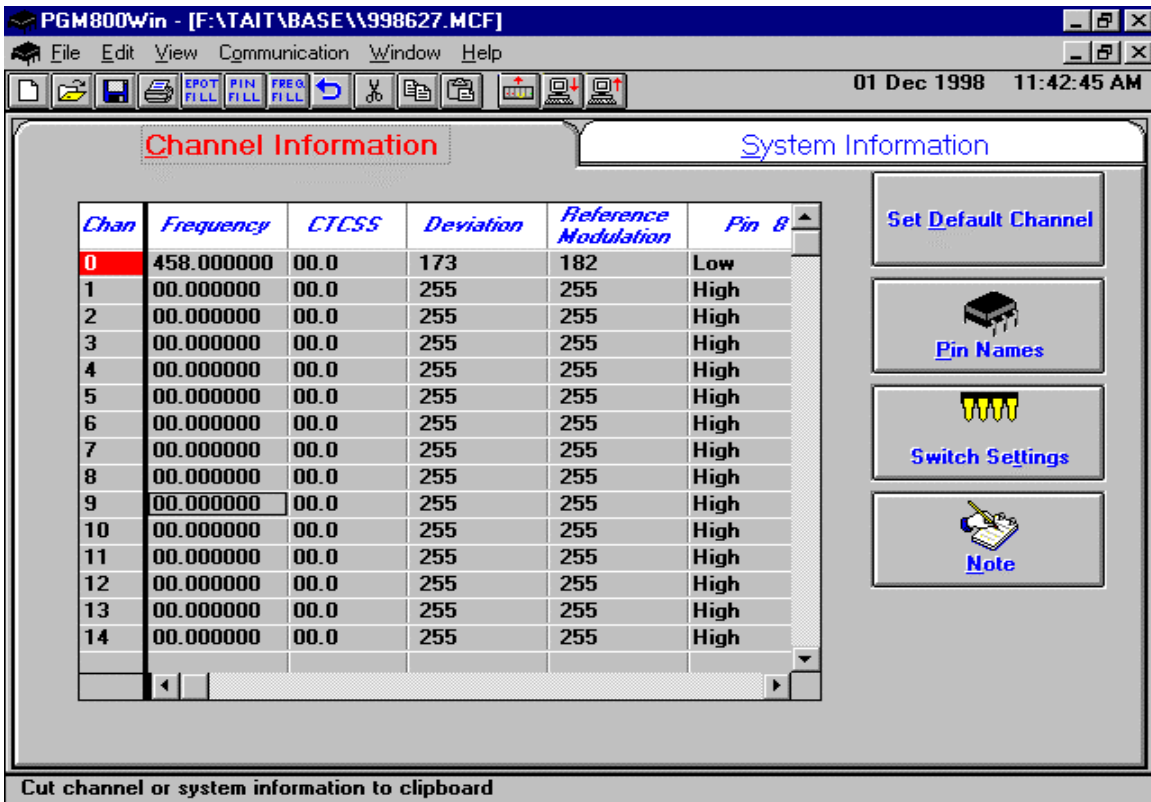 PGM800Win - [F:\TAIT\BASE\\998627.MCF]
File Edit View Communication Window Help
EPOT FILL PIN FILL FREQ FILL 01 Dec 1998 11:42:45 AM
Channel Information System Information
Chan Frequency CTCSS Deviation Reference Modulation Pin 8
0 458.000000 00.0 173 182 Low
1 00.000000 00.0 255 255 High
2 00.000000 00.0 255 255 High
3 00.000000 00.0 255 255 High
4 00.000000 00.0 255 255 High
5 00.000000 00.0 255 255 High
6 00.000000 00.0 255 255 High
7 00.000000 00.0 255 255 High
8 00.000000 00.0 255 255 High
9 00.000000 00.0 255 255 High
10 00.000000 00.0 255 255 High
11 00.000000 00.0 255 255 High
12 00.000000 00.0 255 255 High
13 00.000000 00.0 255 255 High
14 00.000000 00.0 255 255 High
Set Default Channel
Pin Names
Switch Settings
Note
Cut channel or system information to clipboard